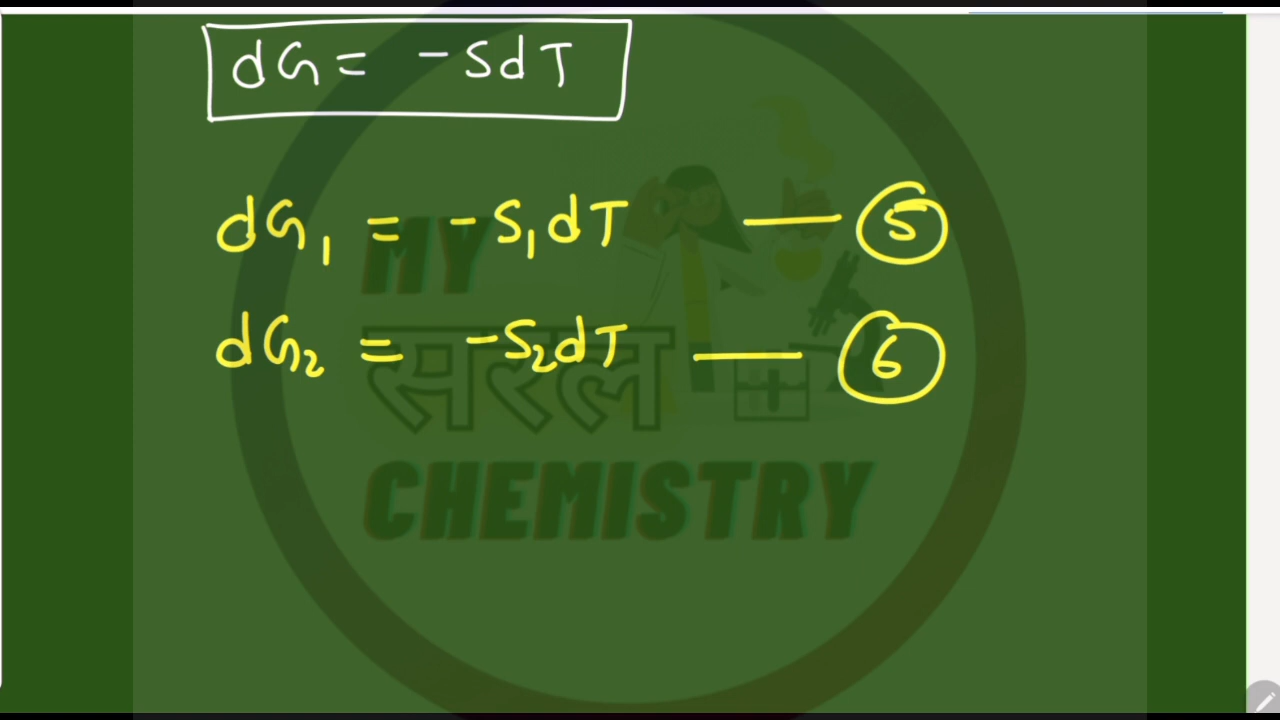 dG = -SdT
dG₁ = -S₁dT — 5
dG₂ = -S₂dT — 6
MY
सरल
CHEMISTRY